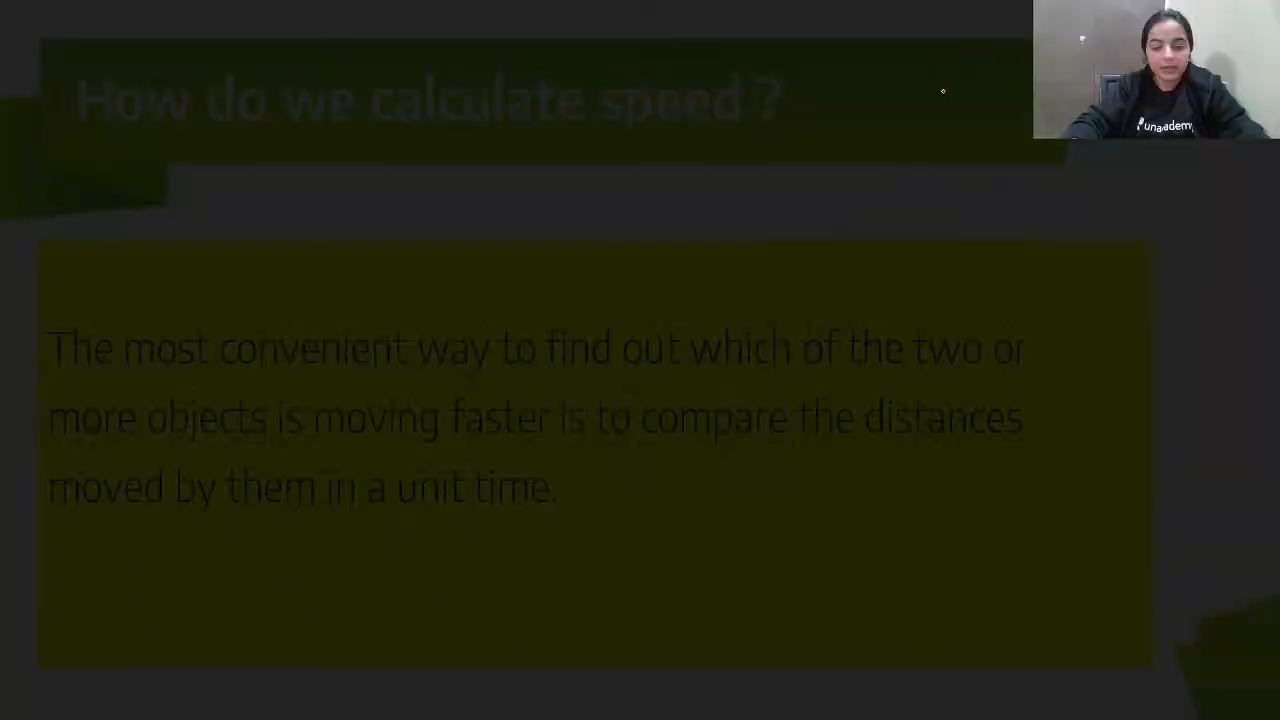 How do we calculate speed ?
unacademy
The most convenient way to find out which of the two or
more objects is moving faster is to compare the distances
moved by them in a unit time.